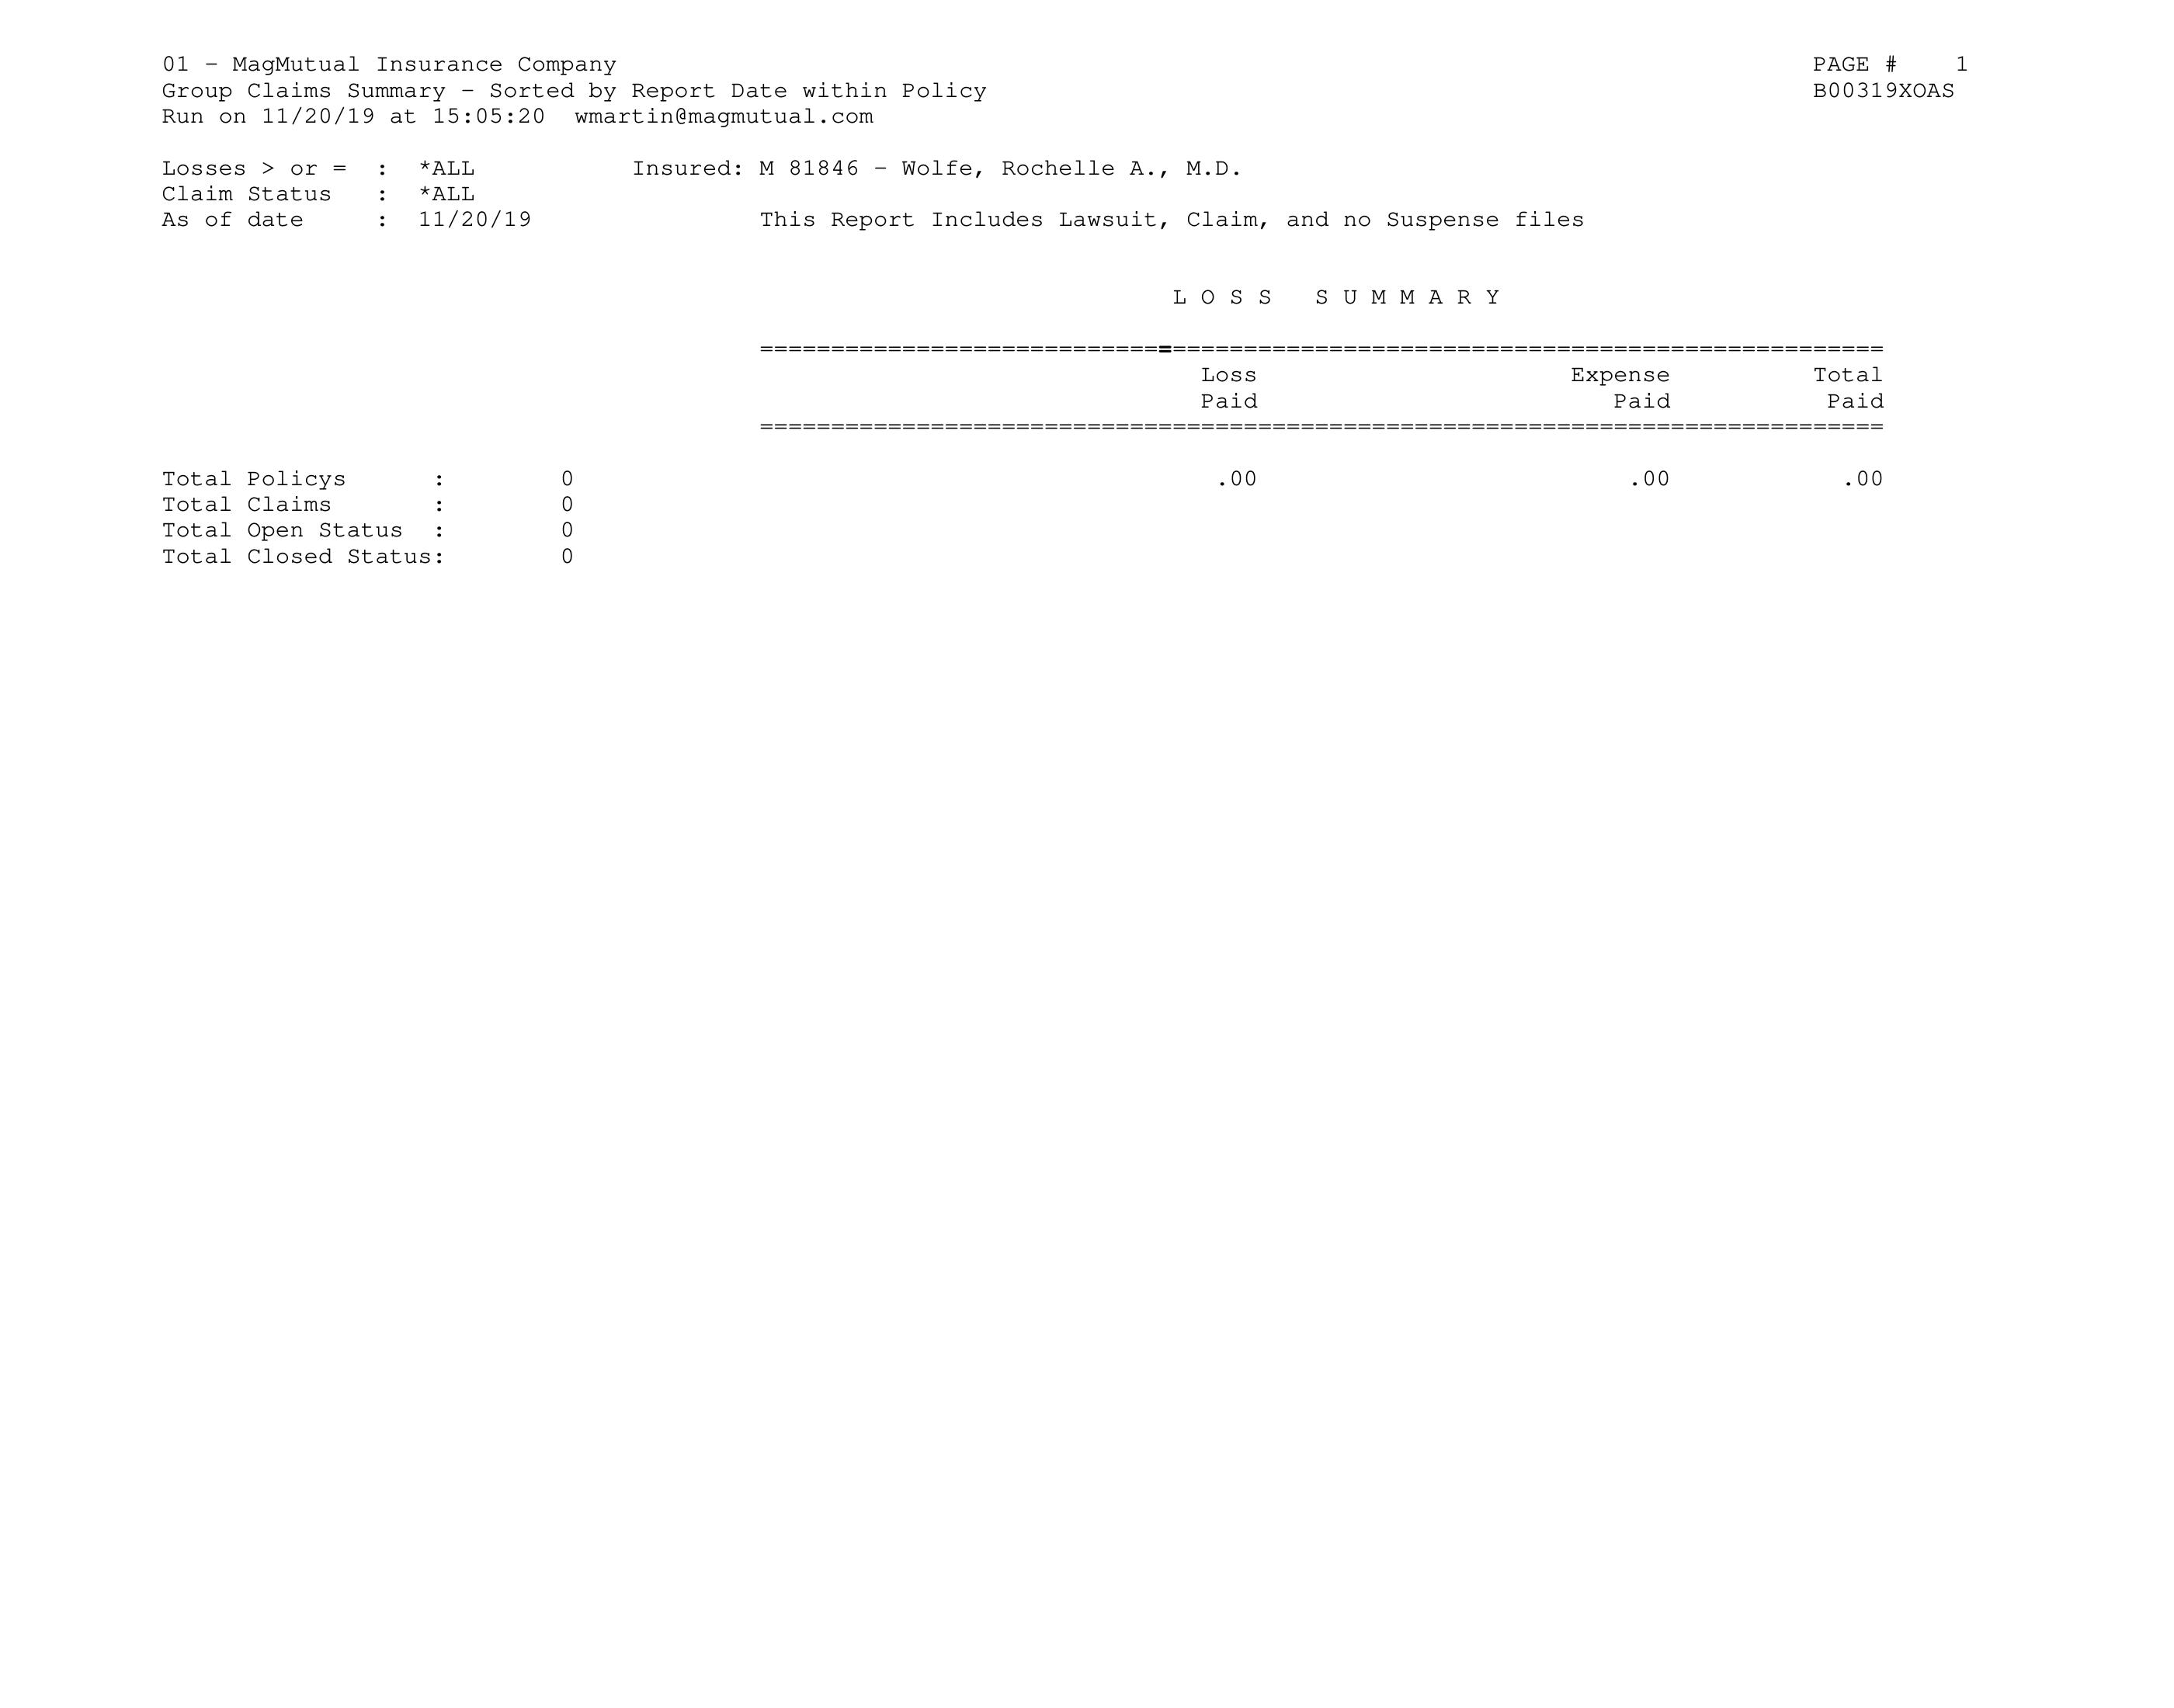 01 - MagMutual Insurance Company PAGE # 1
Group Claims Summary - Sorted by Report Date within Policy B00319XOAS
Run on 11/20/19 at 15:05:20 wmartin@magmutual.com
Losses > or = : *ALL Insured: M 81846 - Wolfe, Rochelle A., M.D.
Claim Status : *ALL
As of date : 11/20/19 This Report Includes Lawsuit, Claim, and no Suspense files
L O S S S U M M A R Y
===============================================================================
Loss Expense Total
Paid Paid Paid
===============================================================================
Total Policys : 0 .00 .00 .00
Total Claims : 0
Total Open Status : 0
Total Closed Status: 0